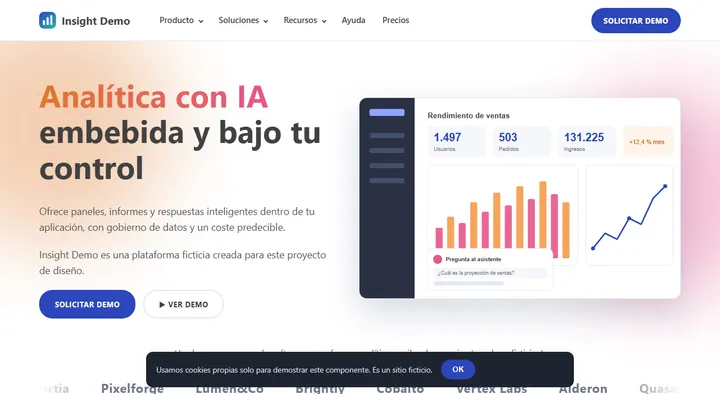 Insight Demo
Producto
Soluciones
Recursos
Ayuda
Precios
SOLICITAR DEMO
Analítica con IA
embebida y bajo tu
control
Ofrece paneles, informes y respuestas inteligentes dentro de tu
aplicación, con gobierno de datos y un coste predecible.
Insight Demo es una plataforma ficticia creada para este proyecto
de diseño.
SOLICITAR DEMO
▶ VER DEMO
Rendimiento de ventas
1.497
Usuarios
503
Pedidos
131.225
Ingresos
+12,4 % mes
Pregunta al asistente
¿Cuál es la proyección de ventas?
Usamos cookies propias solo para demostrar este componente. Es un sitio ficticio.
OK
Pixelforge
Lumen&Co
Brightly
Cobalto
Vertex Labs
Alderon